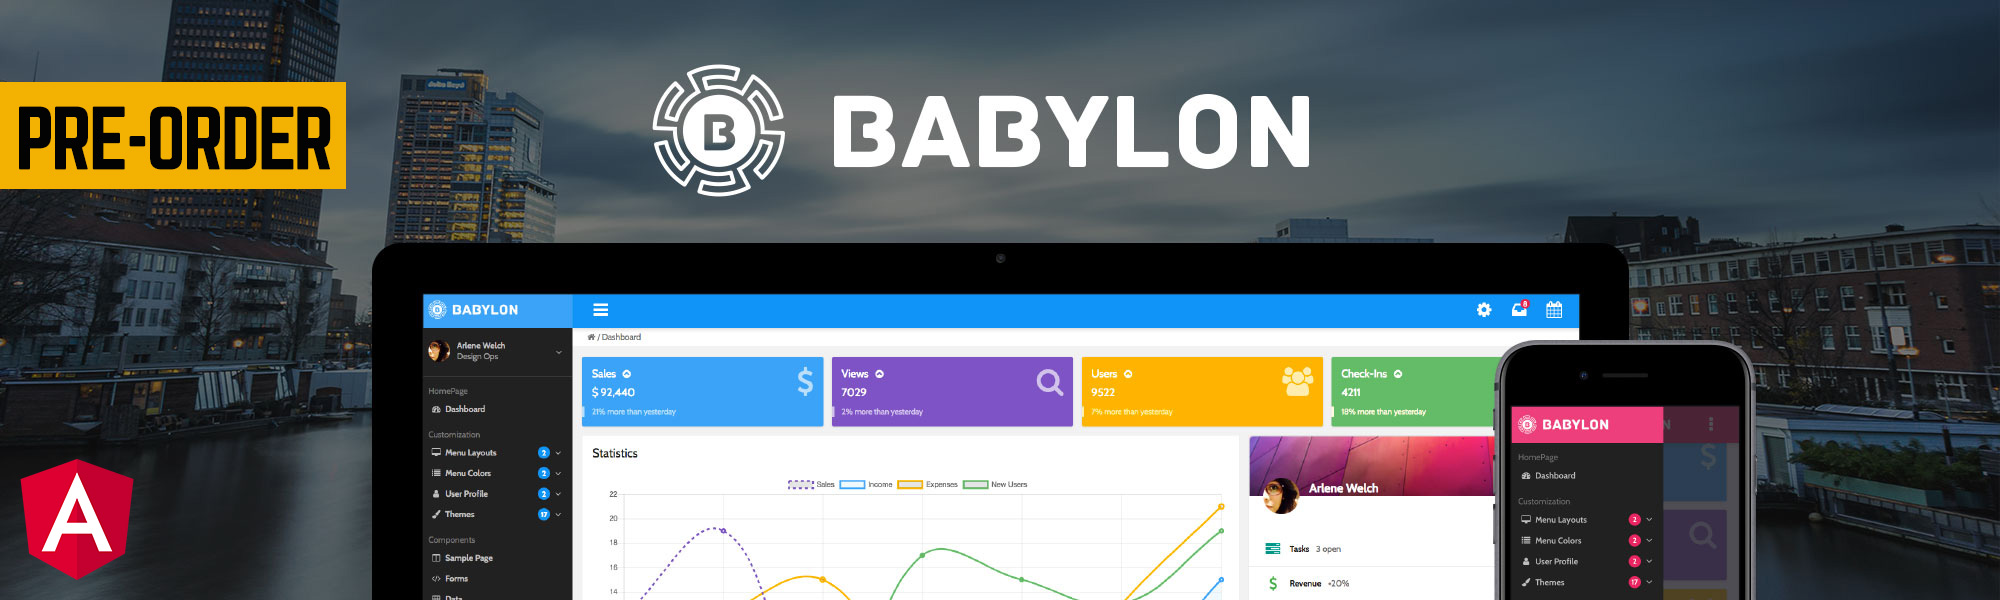 John Boyd
PRE-ORDER
B BABYLON
B BABYLON
8
Arlene Welch
Design Ops
/ Dashboard
Sales
$ 92,440
21% more than yesterday
Views
7029
2% more than yesterday
Users
9522
7% more than yesterday
Check-Ins
4211
18% more than yesterday
HomePage
Dashboard
Customization
Menu Layouts 2
Menu Colors 2
User Profile 2
Themes 17
Components
Sample Page
Forms
Data
Statistics
Sales Income Expenses New Users
22
20
18
16
14
Arlene Welch
Tasks 3 open
Revenue +20%
B BABYLON
N
HomePage
Dashboard
Customization
Menu Layouts 2
Menu Colors 2
User Profile 2
Themes 17
A